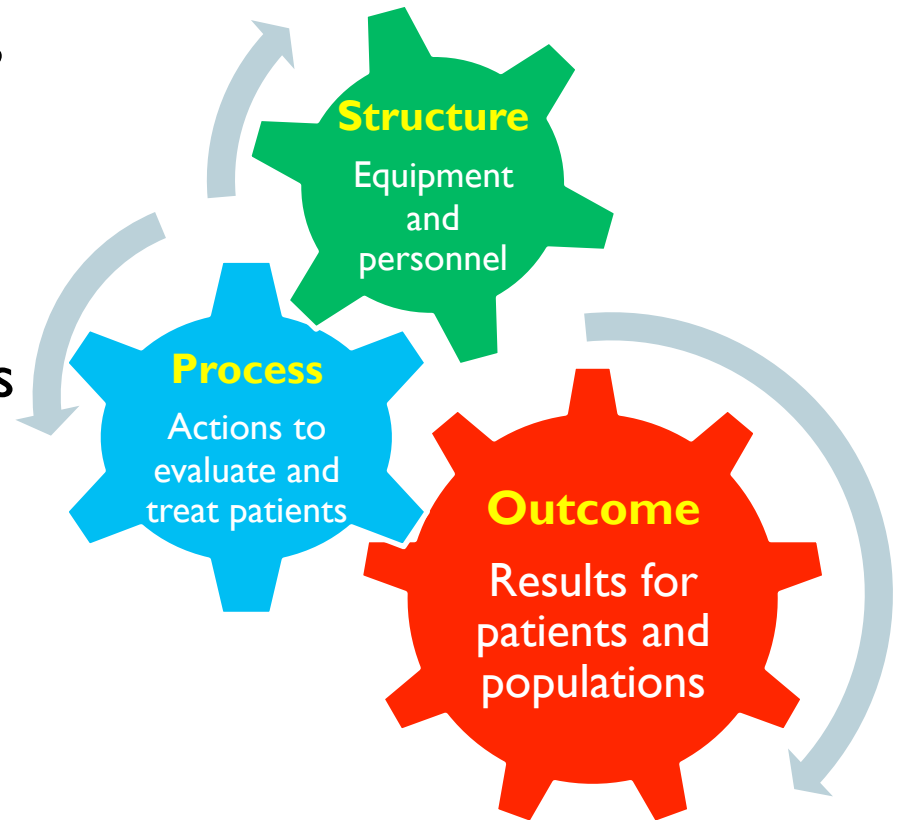 Structure
Equipment
and
personnel
Process
Actions to
evaluate and
treat patients
Outcome
Results for
patients and
populations